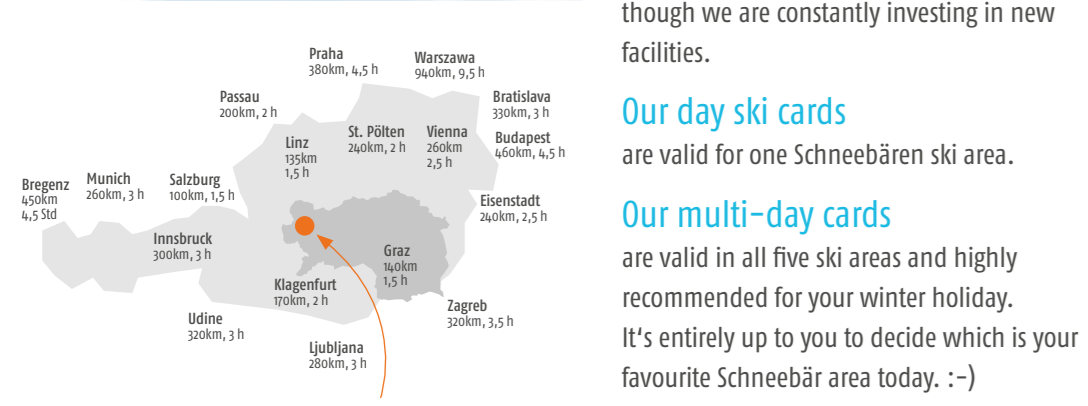 though we are constantly investing in new
facilities.
Our day ski cards
are valid for one Schneebären ski area.
Our multi-day cards
are valid in all five ski areas and highly
recommended for your winter holiday.
It‘s entirely up to you to decide which is your
favourite Schneebär area today. :-)
Praha
380km, 4,5 h
Warszawa
940km, 9,5 h
Passau
200km, 2 h
Bratislava
330km, 3 h
Linz
135km
1,5 h
St. Pölten
240km, 2 h
Vienna
260km
2,5 h
Budapest
460km, 4,5 h
Bregenz
450km
4,5 Std
Munich
260km, 3 h
Salzburg
100km, 1,5 h
Eisenstadt
240km, 2,5 h
Innsbruck
300km, 3 h
Graz
140km
1,5 h
Klagenfurt
170km, 2 h
Zagreb
320km, 3,5 h
Udine
320km, 3 h
Ljubljana
280km, 3 h